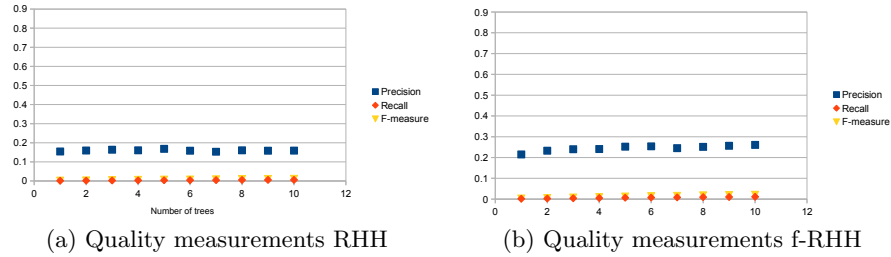 0.9
0.8
0.7
0.6
0.5
0.4
0.3
0.2
0.1
0
0 2 4 6 8 10 12
Number of trees
Precision
Recall
F-measure
(a) Quality measurements RHH
0.9
0.8
0.7
0.6
0.5
0.4
0.3
0.2
0.1
0
0 2 4 6 8 10 12
Precision
Recall
F-measure
(b) Quality measurements f-RHH